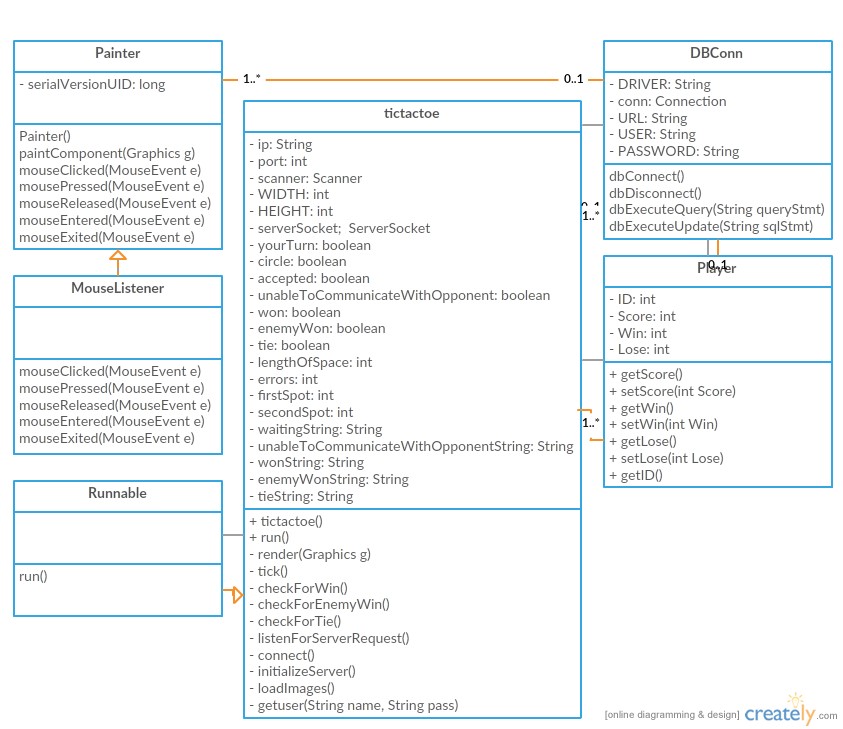 Painter
- serialVersionUID: long
Painter()
paintComponent(Graphics g)
mouseClicked(MouseEvent e)
mousePressed(MouseEvent e)
mouseReleased(MouseEvent e)
mouseEntered(MouseEvent e)
mouseExited(MouseEvent e)
1..*
0..1
DBConn
- DRIVER: String
- conn: Connection
- URL: String
- USER: String
- PASSWORD: String
dbConnect()
dbDisconnect()
dbExecuteQuery(String queryStmt)
dbExecuteUpdate(String sqlStmt)
tictactoe
- ip: String
- port: int
- scanner: Scanner
- WIDTH: int
- HEIGHT: int
- serverSocket;  ServerSocket
- yourTurn: boolean
- circle: boolean
- accepted: boolean
- unableToCommunicateWithOpponent: boolean
- won: boolean
- enemyWon: boolean
- tie: boolean
- lengthOfSpace: int
- errors: int
- firstSpot: int
- secondSpot: int
- waitingString: String
- unableToCommunicateWithOpponentString: String
- wonString: String
- enemyWonString: String
- tieString: String
+ tictactoe()
+ run()
- render(Graphics g)
- tick()
- checkForWin()
- checkForEnemyWin()
- checkForTie()
- listenForServerRequest()
- connect()
- initializeServer()
- loadImages()
- getuser(String name, String pass)
0..1
1..*
0..1
Player
- ID: int
- Score: int
- Win: int
- Lose: int
+ getScore()
+ setScore(int Score)
+ getWin()
+ setWin(int Win)
+ getLose()
+ setLose(int Lose)
+ getID()
1..*
MouseListener
mouseClicked(MouseEvent e)
mousePressed(MouseEvent e)
mouseReleased(MouseEvent e)
mouseEntered(MouseEvent e)
mouseExited(MouseEvent e)
Runnable
run()
[online diagramming & design] creately.com